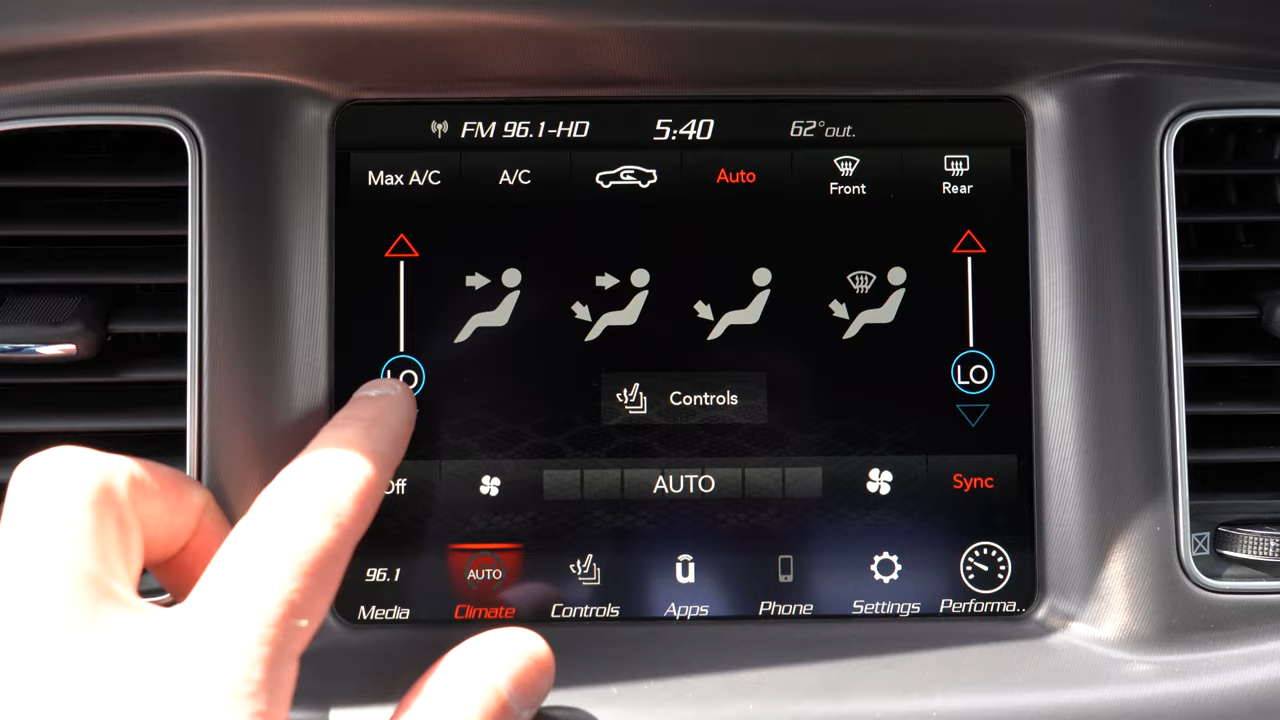 FM 96.1-HD 5:40 62°out.
Max A/C A/C Auto Front Rear
LO LO
Controls
Off AUTO Sync
96.1 AUTO
Media Climate Controls Apps Phone Settings Performa..